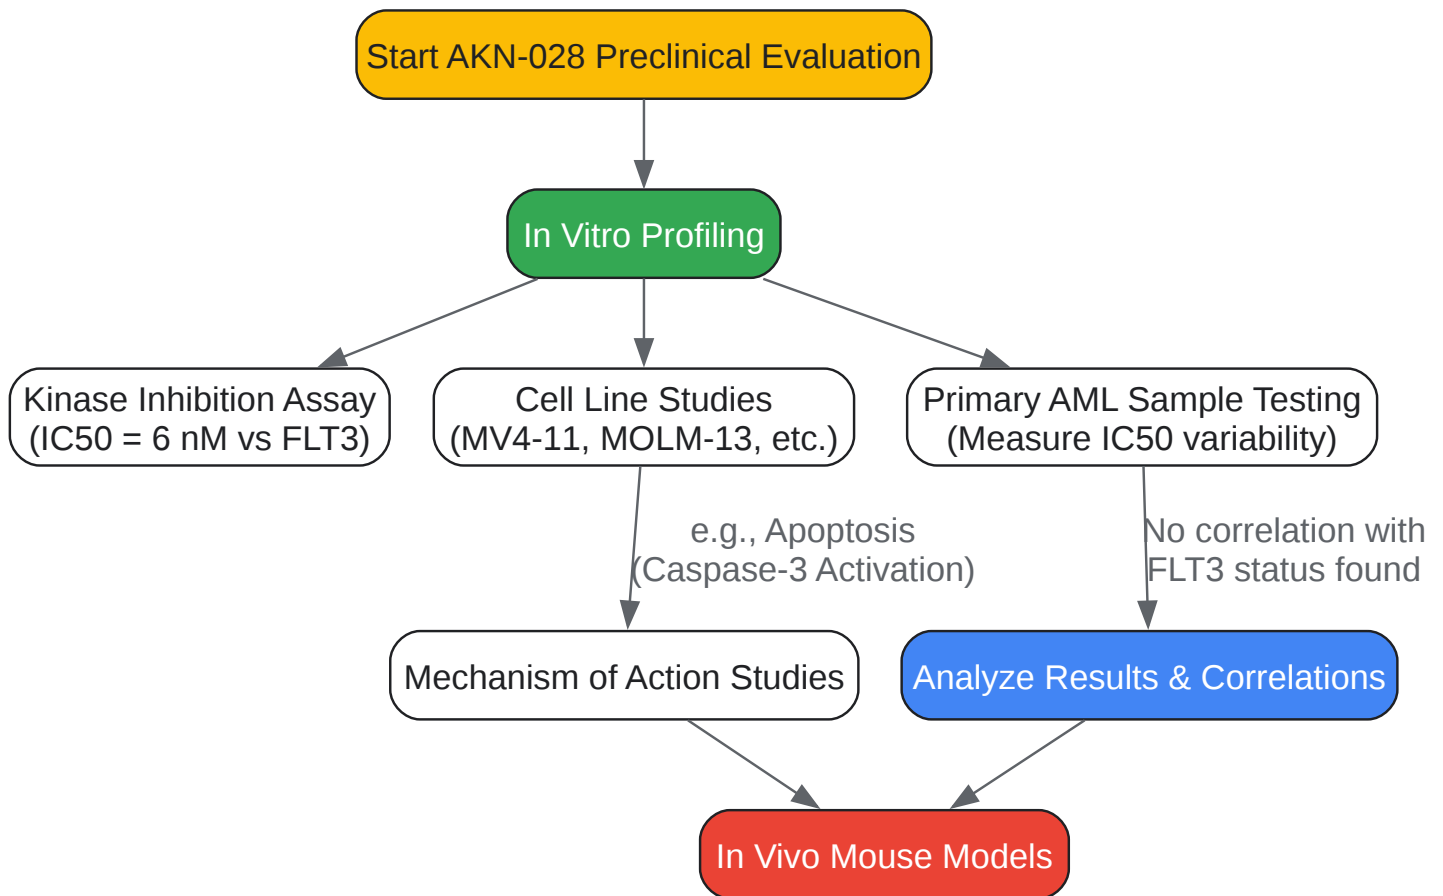 Start AKN-028 Preclinical Evaluation
In Vitro Profiling
Kinase Inhibition Assay
(IC50 = 6 nM vs FLT3)
Cell Line Studies
(MV4-11, MOLM-13, etc.)
Primary AML Sample Testing
(Measure IC50 variability)
e.g., Apoptosis
(Caspase-3 Activation)
No correlation with
FLT3 status found
Mechanism of Action Studies
Analyze Results & Correlations
In Vivo Mouse Models